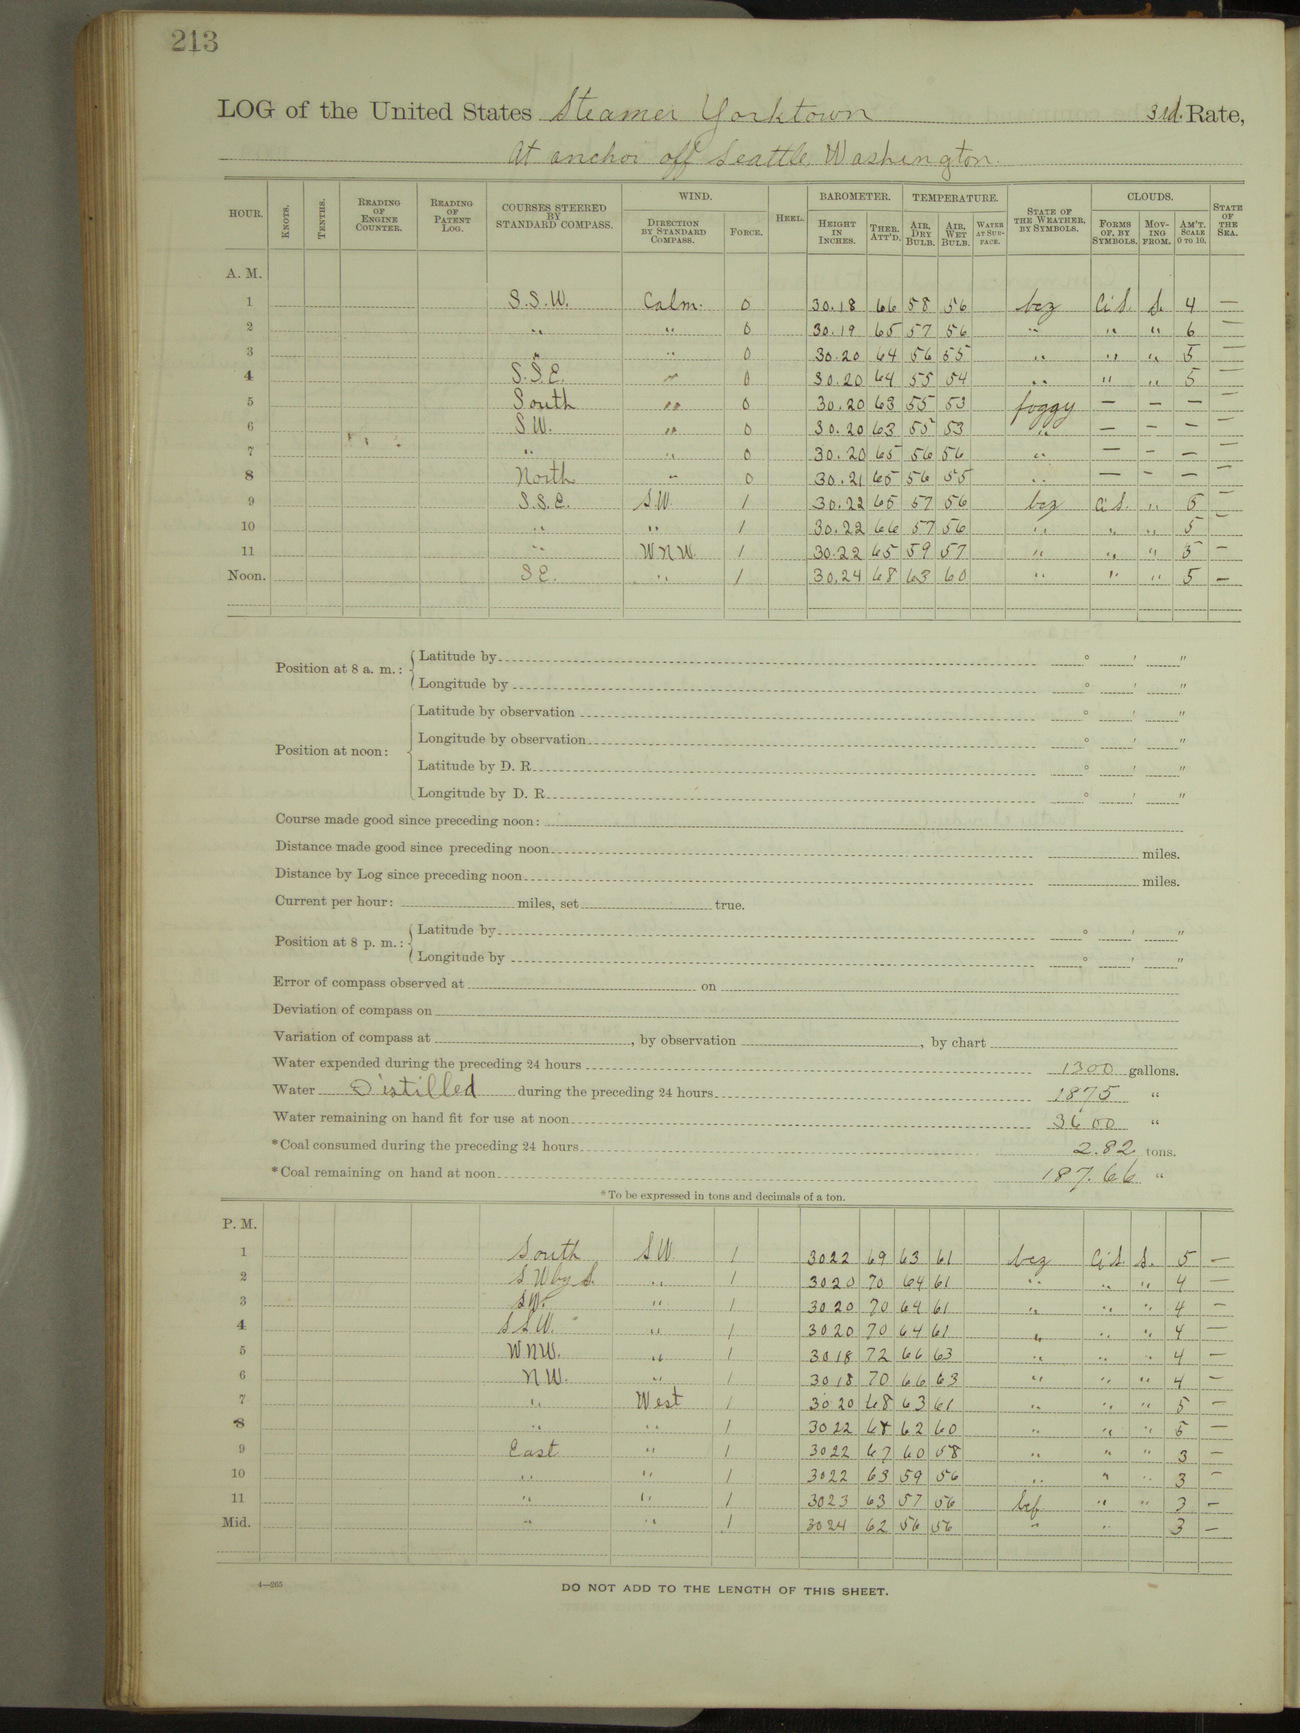 213
LOG of the United States Steamer Yorktown 3rd. Rate,
At anchor off Seattle, Washington.
HOUR. KNOTS. TENTHS. READING OF ENGINE COUNTER. READING OF PATENT LOG. COURSES STEERED BY STANDARD COMPASS. WIND. DIRECTION BY STANDARD COMPASS. FORCE. HEEL. BAROMETER. HEIGHT IN INCHES. THER. ATT'D. TEMPERATURE. AIR, DRY BULB. AIR, WET BULB. WATER AT SURFACE. STATE OF THE WEATHER, BY SYMBOLS. CLOUDS. FORMS OF, BY SYMBOLS. MOVING FROM. AM'T. SCALE 0 TO 10. STATE OF THE SEA.
A. M.
1 S.S.W. Calm. 0 30.18 66 58 56 bcz Ci.S. S. 4 —
2 " " 0 30.19 65 57 56 " " " 6 —
3 " " 0 30.20 64 56 55 " " " 5 —
4 S.S.E. " 0 30.20 64 55 54 " " " 5 —
5 South " 0 30.20 63 55 53 foggy — — — —
6 S.W. " 0 30.20 63 55 53 " — — — —
7 " " 0 30.20 65 56 56 " — — — —
8 North " 0 30.21 65 56 55 " — — — —
9 S.S.E. S.W. 1 30.22 65 57 56 bcz Ci.S. " 5 —
10 " " 1 30.22 66 57 56 " " " 5 —
11 " WNW. 1 30.22 65 59 57 " " " 5 —
Noon. S.E. " 1 30.24 68 63 60 " " " 5 —
Position at 8 a. m.: Latitude by ° ' "
Longitude by ° ' "
Position at noon: Latitude by observation ° ' "
Longitude by observation ° ' "
Latitude by D. R. ° ' "
Longitude by D. R. ° ' "
Course made good since preceding noon:
Distance made good since preceding noon miles.
Distance by Log since preceding noon miles.
Current per hour: miles, set true.
Position at 8 p. m.: Latitude by ° ' "
Longitude by ° ' "
Error of compass observed at on
Deviation of compass on
Variation of compass at , by observation , by chart
Water expended during the preceding 24 hours 1300 gallons.
Water Distilled during the preceding 24 hours 1875 "
Water remaining on hand fit for use at noon 3600 "
*Coal consumed during the preceding 24 hours 2.82 tons.
*Coal remaining on hand at noon 187.66 "
*To be expressed in tons and decimals of a ton.
P. M.
1 South S.W. 1 3022 69 63 61 bcz Ci.S. S. 5 —
2 S.W by S. " 1 3020 70 64 61 " " " 4 —
3 S.W. " 1 3020 70 64 61 " " " 4 —
4 S.S.W. " 1 3020 70 64 61 " " " 4 —
5 WNW. " 1 3018 72 66 63 " " " 4 —
6 N.W. " 1 3018 70 66 63 " " " 4 —
7 " West 1 3020 68 63 61 " " " 5 —
8 " " 1 3022 68 62 60 " " " 5 —
9 East " 1 3022 67 60 58 " " " 3 —
10 " " 1 3022 63 59 56 " " " 3 —
11 " " 1 3023 63 57 56 bcf " " 3 —
Mid. " " 1 3024 62 56 56 " " 3 —
4—265
DO NOT ADD TO THE LENGTH OF THIS SHEET.